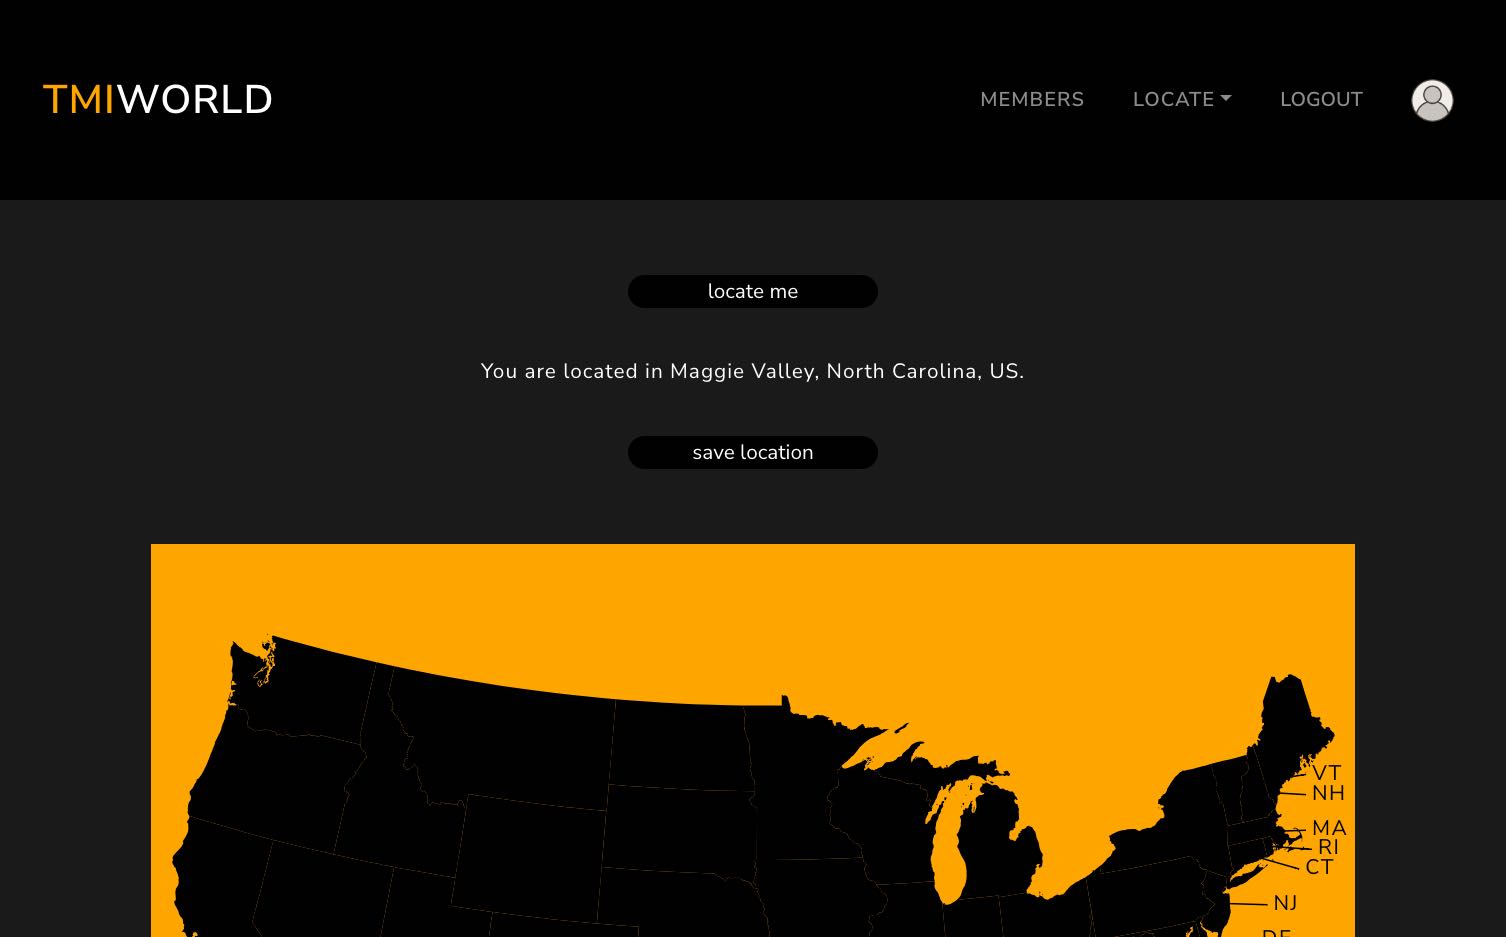 TMIWORLD
MEMBERS LOCATE LOGOUT
locate me
You are located in Maggie Valley, North Carolina, US.
save location
VT
NH
MA
RI
CT
NJ
DE